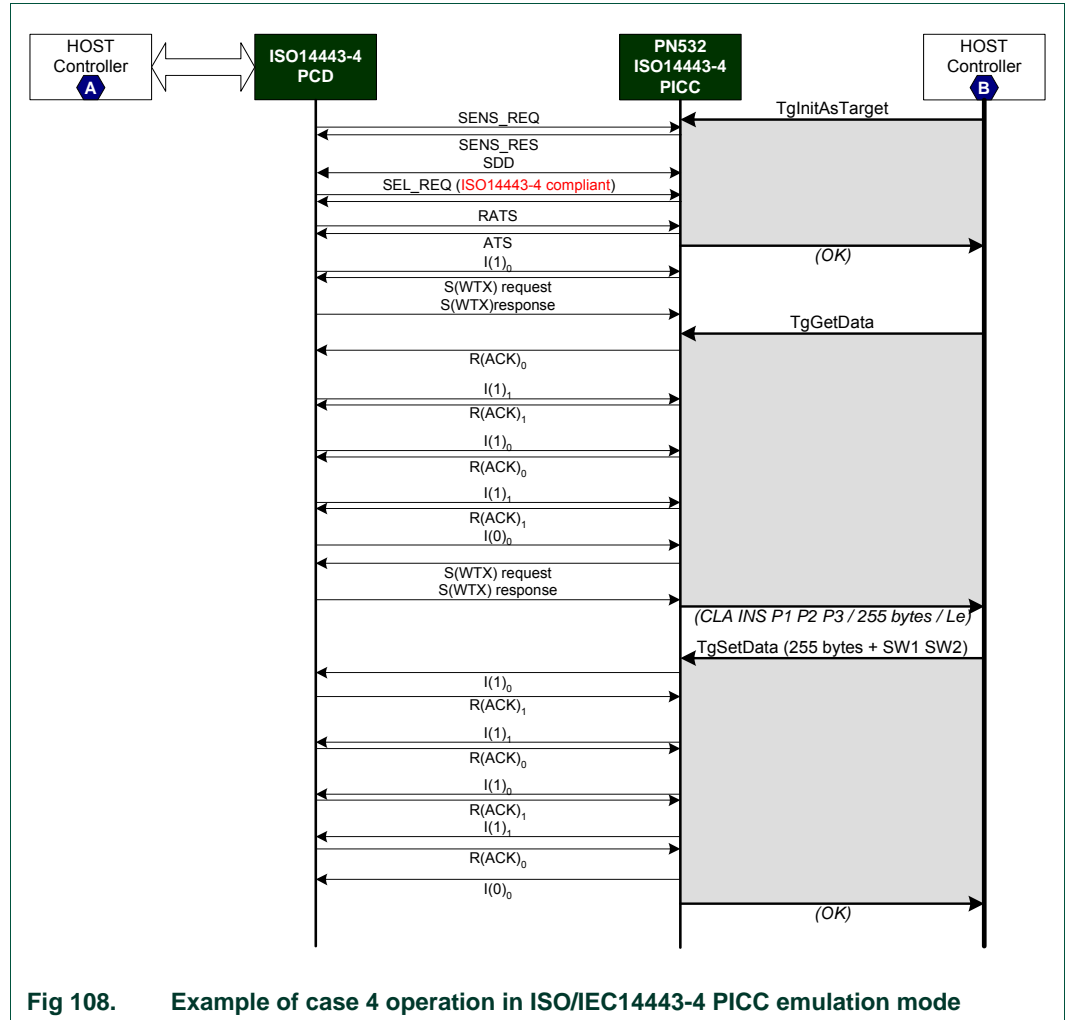 HOST
Controller
A
ISO14443-4
PCD
PN532
ISO14443-4
PICC
HOST
Controller
B
TgInitAsTarget
SENS_REQ
SENS_RES
SDD
SEL_REQ (ISO14443-4 compliant)
RATS
ATS
(OK)
I(1)0
S(WTX) request
S(WTX)response
TgGetData
R(ACK)0
I(1)1
R(ACK)1
I(1)0
R(ACK)0
I(1)1
R(ACK)1
I(0)0
S(WTX) request
S(WTX) response
(CLA INS P1 P2 P3 / 255 bytes / Le)
TgSetData (255 bytes + SW1 SW2)
I(1)0
R(ACK)1
I(1)1
R(ACK)0
I(1)0
R(ACK)1
I(1)1
R(ACK)0
I(0)0
(OK)
Fig 108. Example of case 4 operation in ISO/IEC14443-4 PICC emulation mode